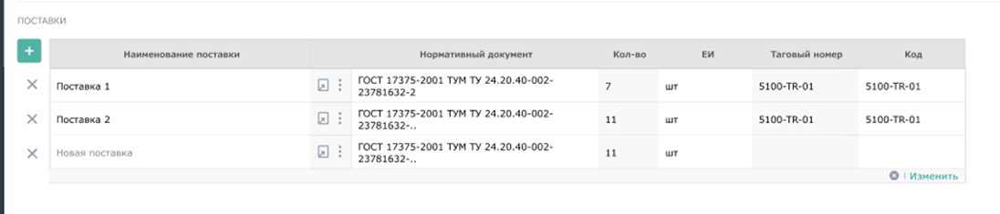 ПОСТАВКИ
+
Наименование поставки Нормативный документ Кол-во ЕИ Таговый номер Код
Поставка 1 ГОСТ 17375-2001 ТУМ ТУ 24.20.40-002-23781632-2 7 шт 5100-TR-01 5100-TR-01
Поставка 2 ГОСТ 17375-2001 ТУМ ТУ 24.20.40-002-23781632-.. 11 шт 5100-TR-01 5100-TR-01
Новая поставка ГОСТ 17375-2001 ТУМ ТУ 24.20.40-002-23781632-.. 11 шт
Изменить